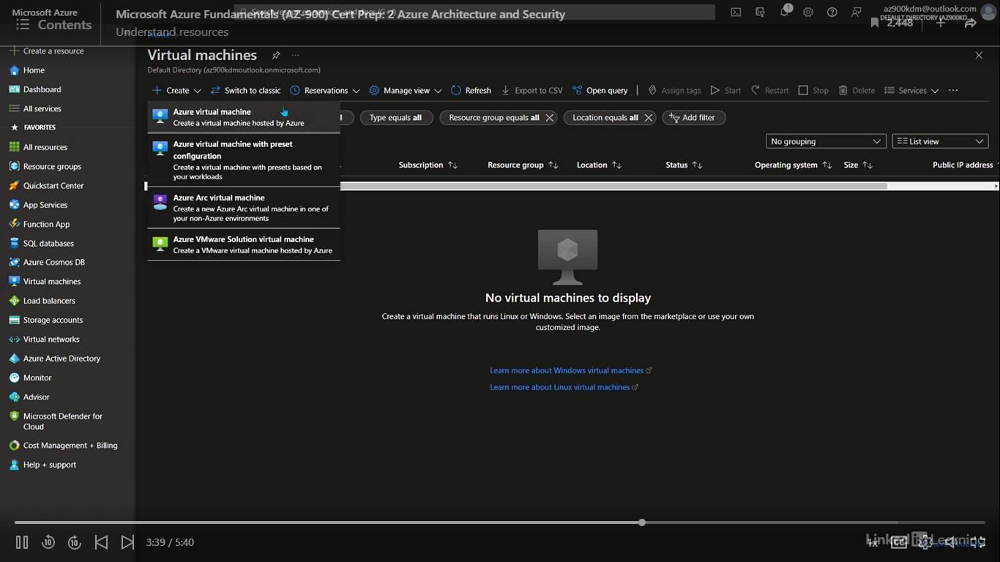 Microsoft Azure
Microsoft Azure Fundamentals (AZ-900) Cert Prep: 2 Azure Architecture and Security
Contents
Understand resources
Home
1
az900kdm@outlook.com
DEFAULT DIRECTORY (AZ900KD...
2,448
Create a resource
Home
Dashboard
All services
FAVORITES
All resources
Resource groups
Quickstart Center
App Services
Function App
SQL databases
Azure Cosmos DB
Virtual machines
Load balancers
Storage accounts
Virtual networks
Azure Active Directory
Monitor
Advisor
Microsoft Defender for
Cloud
Cost Management + Billing
Help + support
Virtual machines
Default Directory (az900kdmoutlook.onmicrosoft.com)
Create Switch to classic Reservations Manage view Refresh Export to CSV Open query Assign tags Start Restart Stop Delete Services
Azure virtual machine
Create a virtual machine hosted by Azure
Azure virtual machine with preset
configuration
Create a virtual machine with presets based on
your workloads
Azure Arc virtual machine
Create a new Azure Arc virtual machine in one of
your non-Azure environments
Azure VMware Solution virtual machine
Create a VMware virtual machine hosted by Azure
Type equals all Resource group equals all Location equals all Add filter
No grouping List view
Subscription Resource group Location Status Operating system Size Public IP address
No virtual machines to display
Create a virtual machine that runs Linux or Windows. Select an image from the marketplace or use your own
customized image.
Learn more about Windows virtual machines
Learn more about Linux virtual machines
10 10 3:39 / 5:40
1x CC
LinkedIn Learning